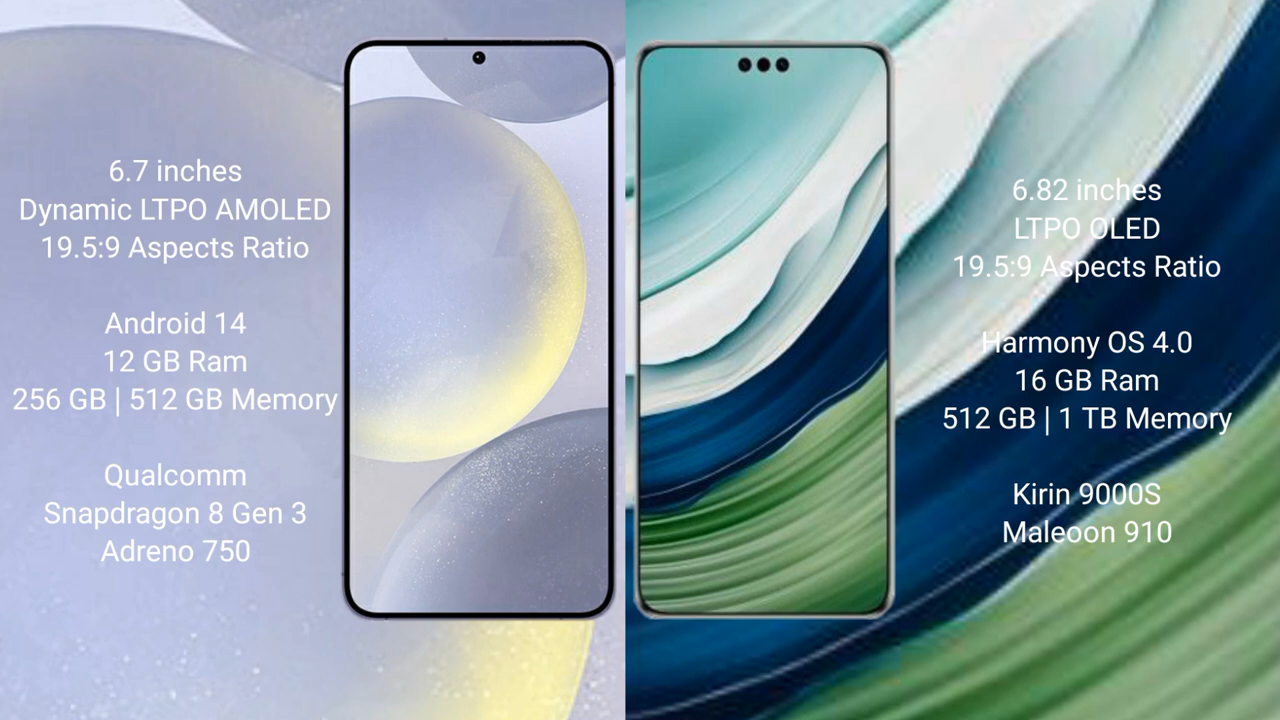 6.7 inches
Dynamic LTPO AMOLED
19.5:9 Aspects Ratio
Android 14
12 GB Ram
256 GB | 512 GB Memory
Qualcomm
Snapdragon 8 Gen 3
Adreno 750
6.82 inches
LTPO OLED
19.5:9 Aspects Ratio
Harmony OS 4.0
16 GB Ram
512 GB | 1 TB Memory
Kirin 9000S
Maleoon 910